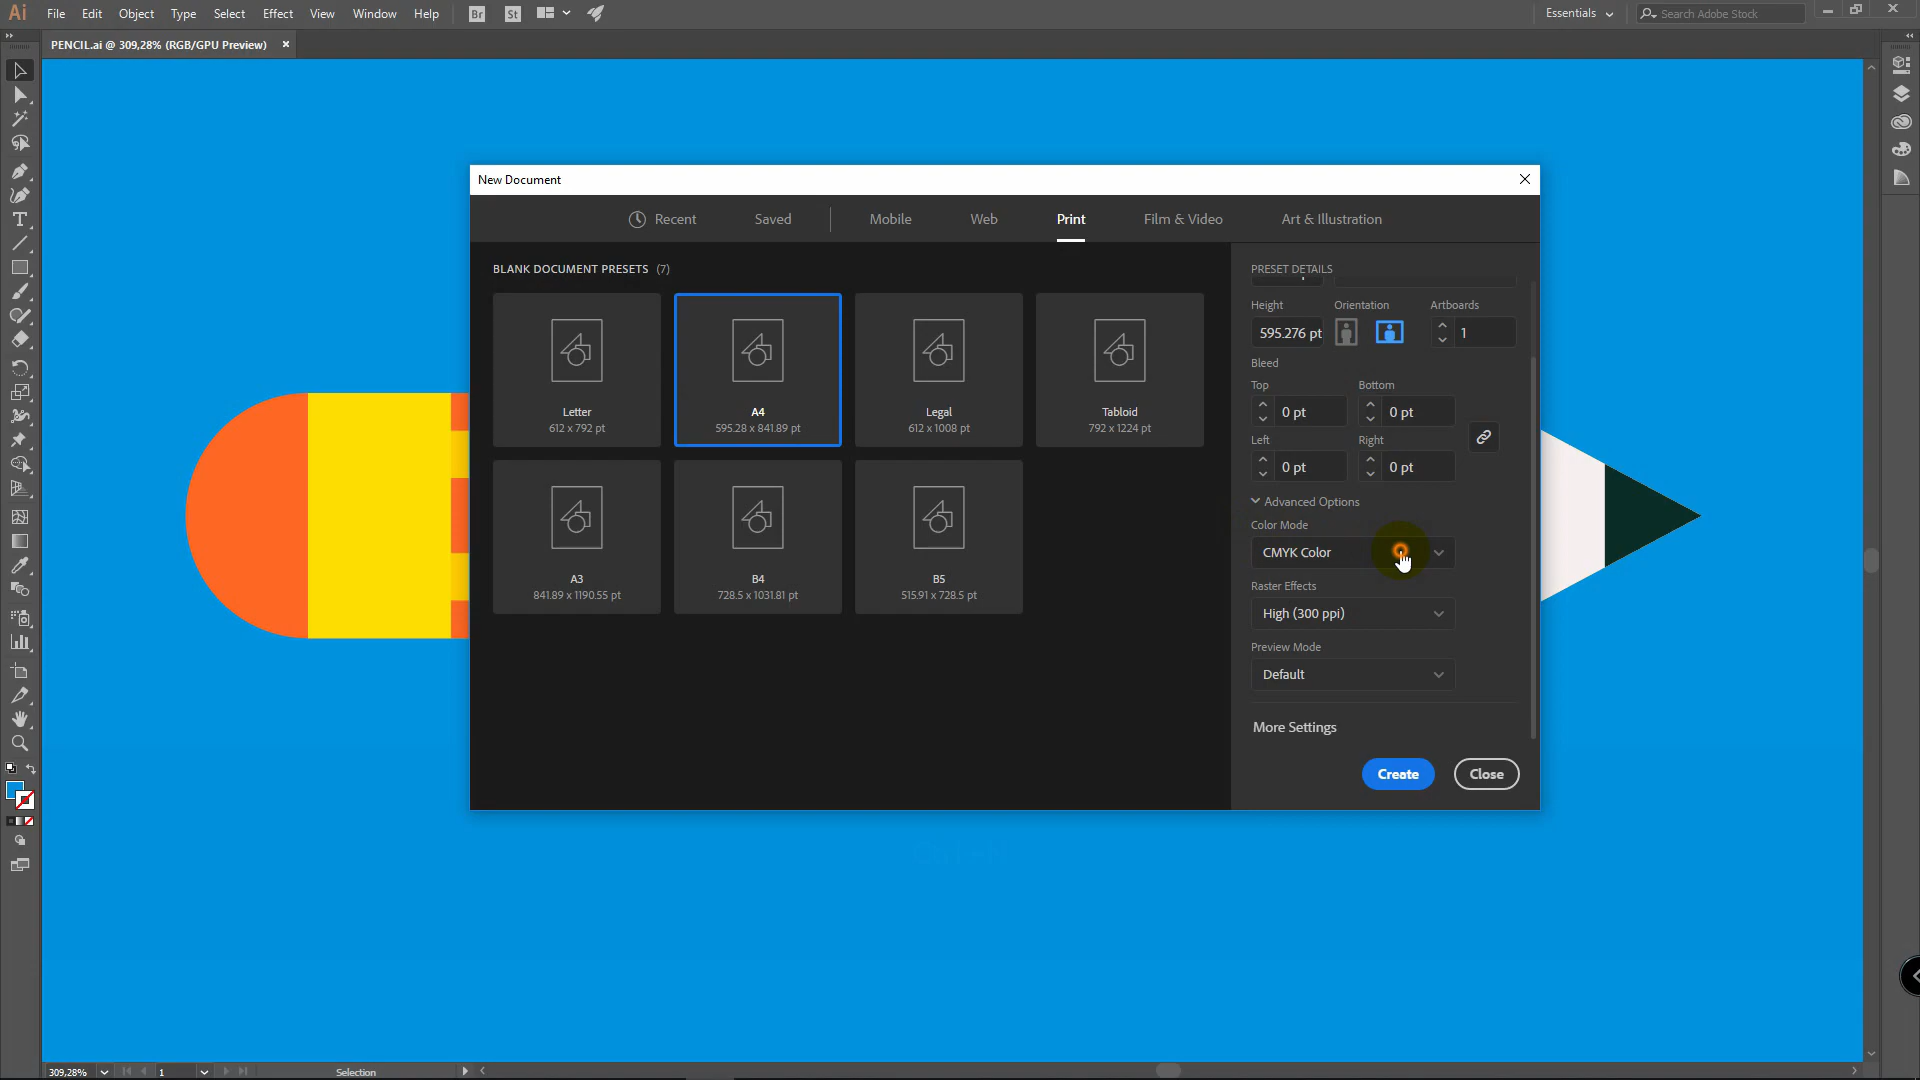 Ai File Edit Object Type Select Effect View Window Help Br St Essentials Search Adobe Stock
PENCIL.ai @ 309,28% (RGB/GPU Preview)
New Document
Recent Saved Mobile Web Print Film & Video Art & Illustration
BLANK DOCUMENT PRESETS (7)
PRESET DETAILS
Height Orientation Artboards
595.276 pt 1
Bleed
Top Bottom
0 pt 0 pt
Left Right
0 pt 0 pt
Letter A4 Legal Tabloid
612 x 792 pt 595.28 x 841.89 pt 612 x 1008 pt 792 x 1224 pt
Advanced Options
Color Mode
CMYK Color
A3 B4 B5
841.89 x 1190.55 pt 728.5 x 1031.81 pt 515.91 x 728.5 pt
Raster Effects
High (300 ppi)
Preview Mode
Default
More Settings
Create Close
309,28% 1 Selection